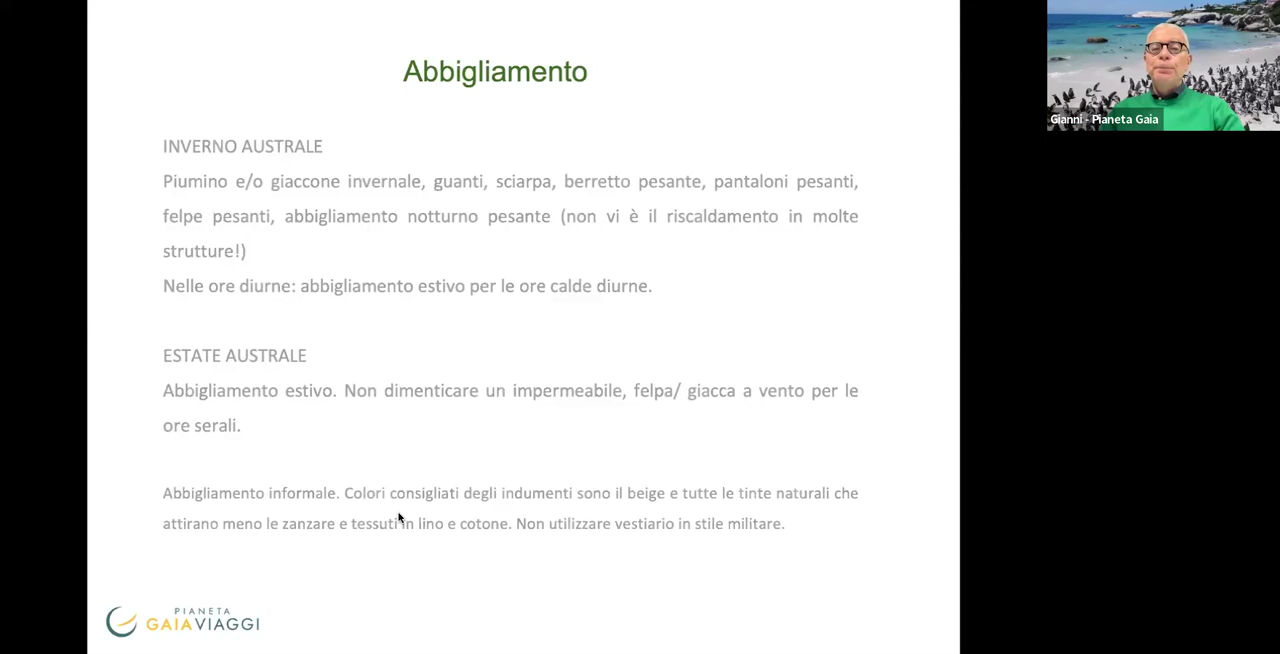 Abbigliamento
INVERNO AUSTRALE
Piumino e/o giaccone invernale, guanti, sciarpa, berretto pesante, pantaloni pesanti,
felpe pesanti, abbigliamento notturno pesante (non vi è il riscaldamento in molte
strutture!)
Nelle ore diurne: abbigliamento estivo per le ore calde diurne.
ESTATE AUSTRALE
Abbigliamento estivo. Non dimenticare un impermeabile, felpa/ giacca a vento per le
ore serali.
Abbigliamento informale. Colori consigliati degli indumenti sono il beige e tutte le tinte naturali che
attirano meno le zanzare e tessuti in lino e cotone. Non utilizzare vestiario in stile militare.
PIANETA
GAIAVIAGGI
Gianni - Pianeta Gaia